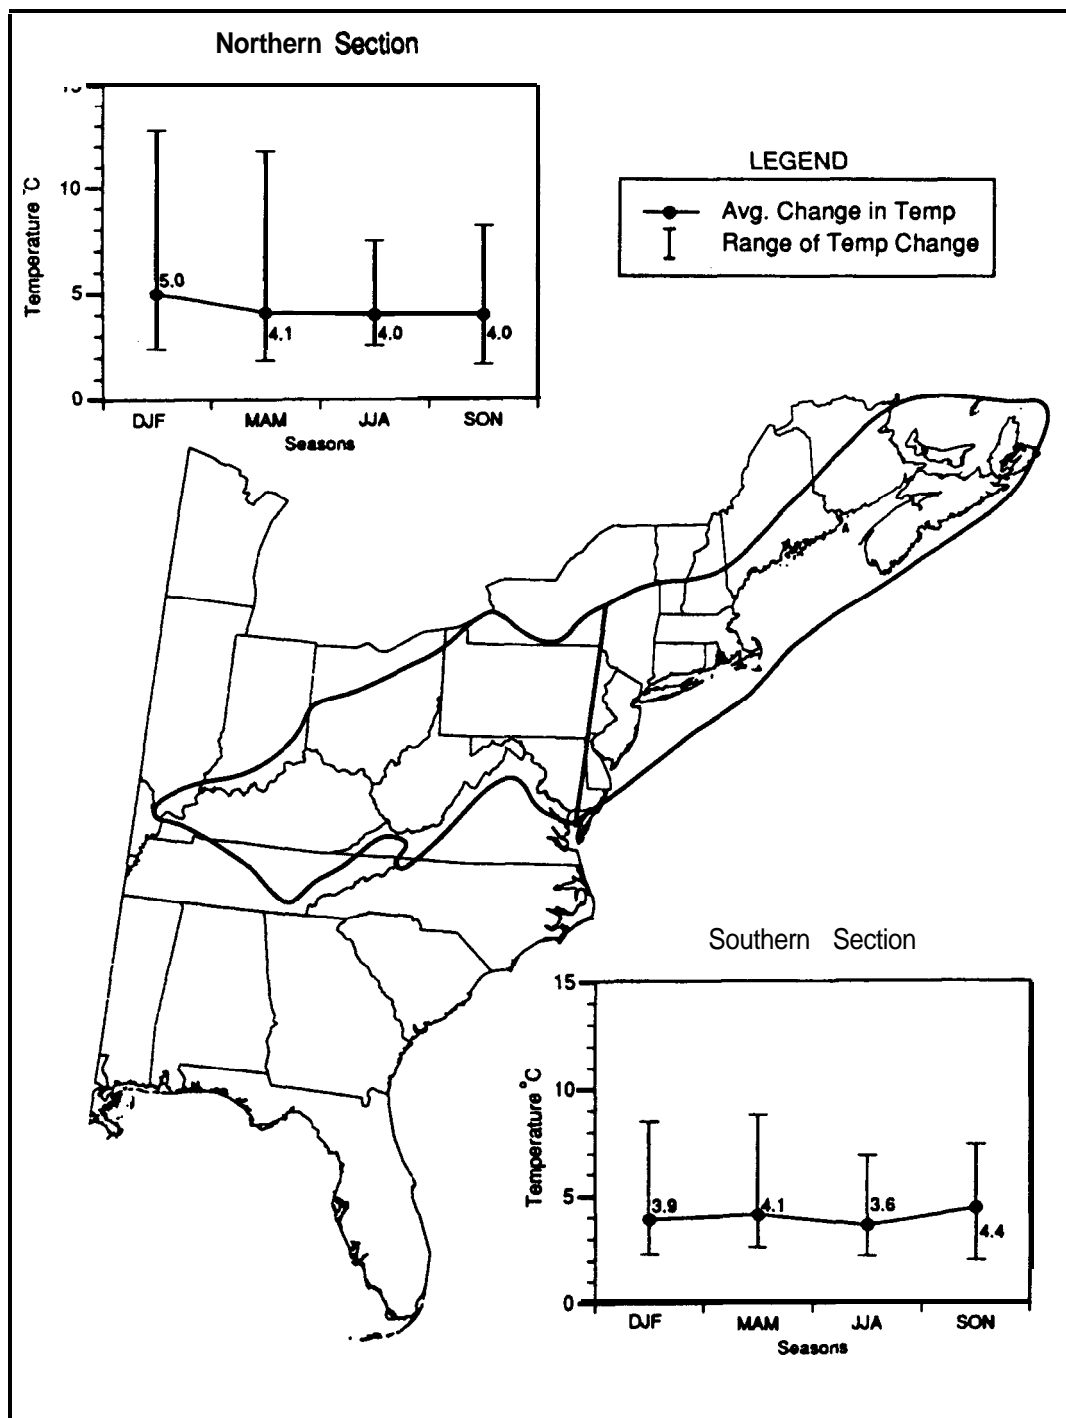 Northern Section
15
10
5
0
Temperature °C
5.0
4.1
4.0
4.0
DJF MAM JJA SON
Seasons
LEGEND
Avg. Change in Temp
Range of Temp Change
Southern Section
15
10
5
0
Temperature °C
3.9
4.1
3.6
4.4
DJF MAM JJA SON
Seasons